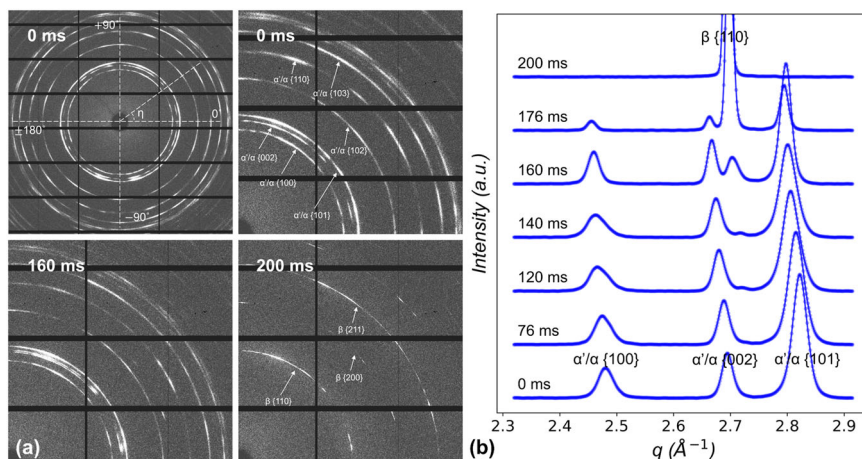 0 ms
+90°
η
0°
±180°
−90°
0 ms
α'/α {110}
α'/α {103}
α'/α {002}
α'/α {102}
α'/α {100}
α'/α {101}
160 ms
(a)
200 ms
β {211}
β {200}
β {110}
Intensity (a.u.)
β {110}
200 ms
176 ms
160 ms
140 ms
120 ms
76 ms
α'/α {100}
α'/α {002}
α'/α {101}
0 ms
2.3
2.4
2.5
2.6
2.7
2.8
2.9
(b)
q (Å⁻¹)